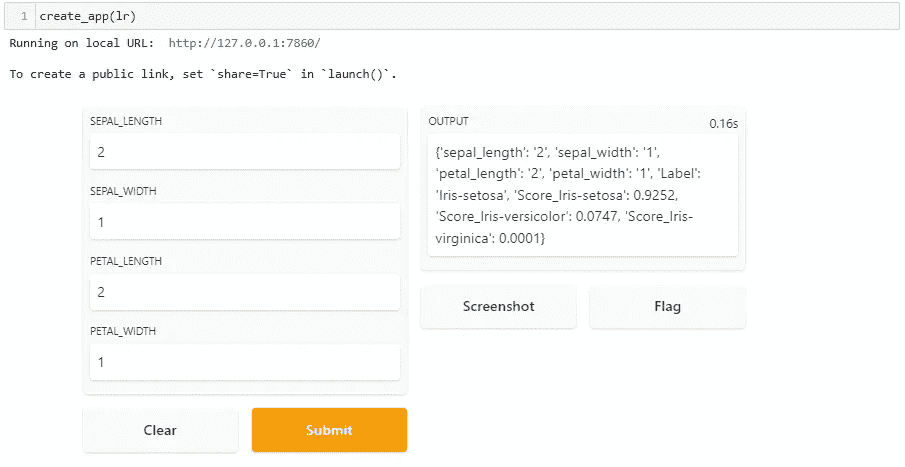 1 create_app(lr)
Running on local URL: http://127.0.0.1:7860/
To create a public link, set `share=True` in `launch()`.
SEPAL_LENGTH
2
SEPAL_WIDTH
1
PETAL_LENGTH
2
PETAL_WIDTH
1
Clear
Submit
OUTPUT
0.16s
{'sepal_length': '2', 'sepal_width': '1',
'petal_length': '2', 'petal_width': '1', 'Label':
'Iris-setosa', 'Score_Iris-setosa': 0.9252,
'Score_Iris-versicolor': 0.0747, 'Score_Iris-
virginica': 0.0001}
Screenshot
Flag